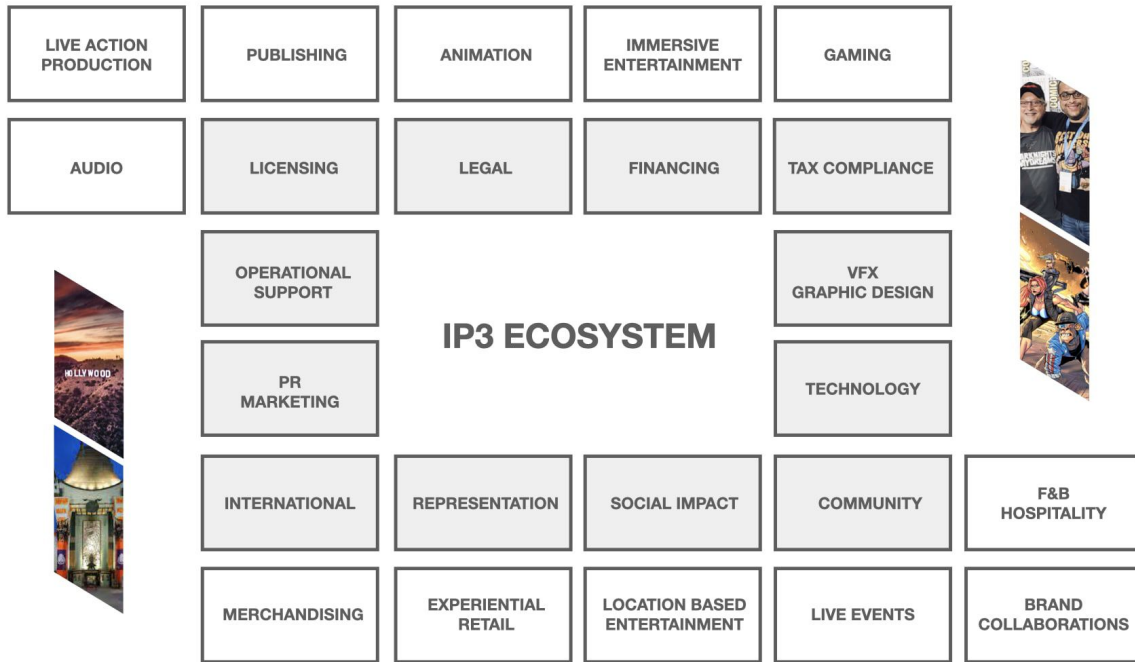 LIVE ACTION
PRODUCTION
PUBLISHING
ANIMATION
IMMERSIVE
ENTERTAINMENT
GAMING
AUDIO
LICENSING
LEGAL
FINANCING
TAX COMPLIANCE
OPERATIONAL
SUPPORT
VFX
GRAPHIC DESIGN
IP3 ECOSYSTEM
PR
MARKETING
TECHNOLOGY
HOLLYWOOD
INTERNATIONAL
REPRESENTATION
SOCIAL IMPACT
COMMUNITY
F&B
HOSPITALITY
MERCHANDISING
EXPERIENTIAL
RETAIL
LOCATION BASED
ENTERTAINMENT
LIVE EVENTS
BRAND
COLLABORATIONS